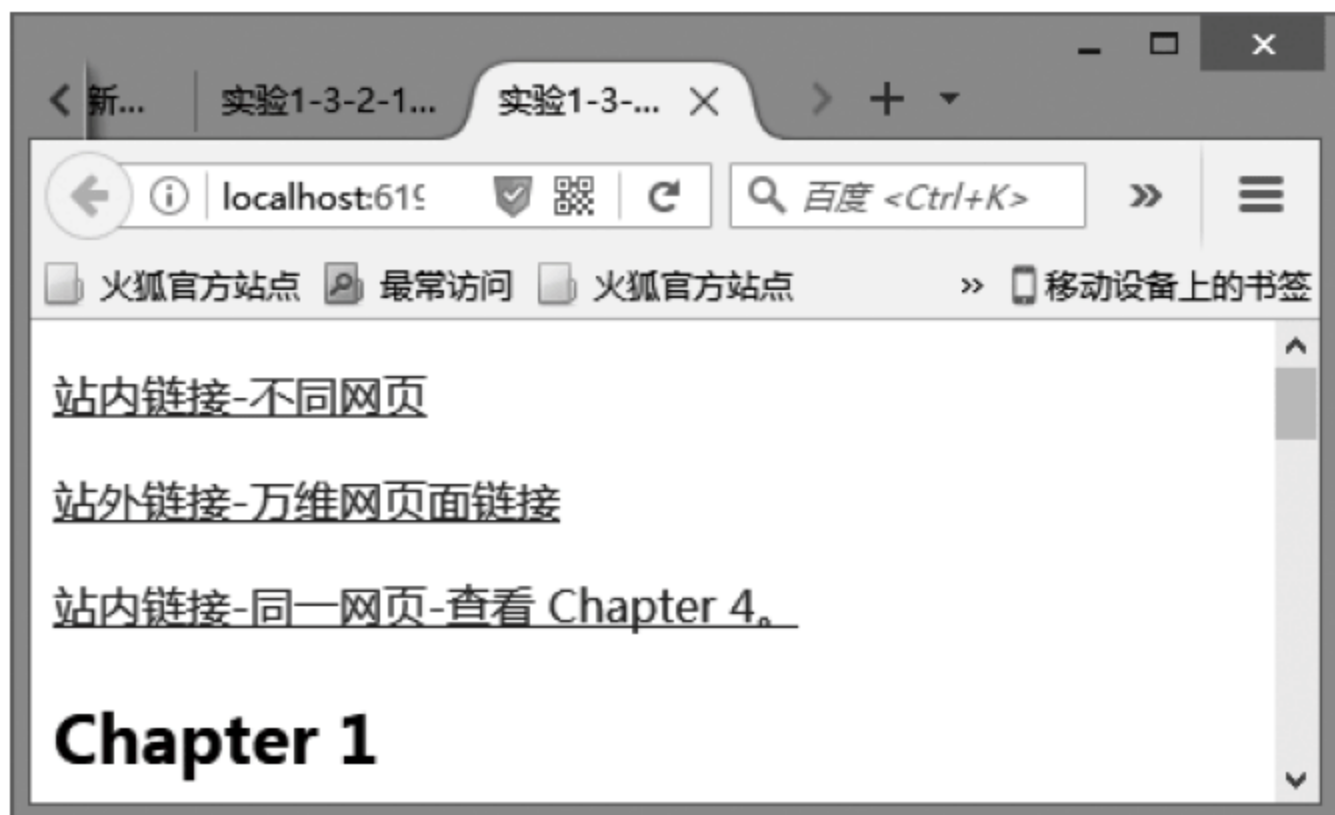 新... 实验1-3-2-1... 实验1-3-...
localhost:619 百度 <Ctrl+K>
火狐官方站点 最常访问 火狐官方站点 移动设备上的书签
站内链接-不同网页
站外链接-万维网页面链接
站内链接-同一网页-查看 Chapter 4。
Chapter 1